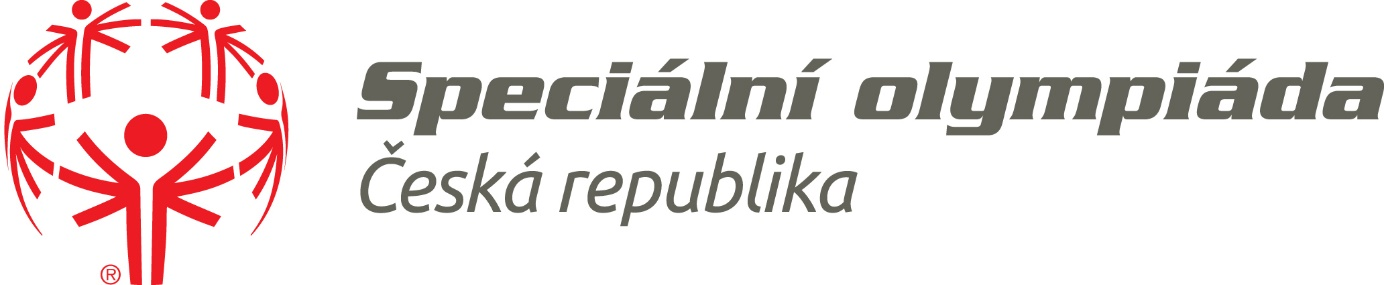 Speciální olympiáda
Česká republika
®